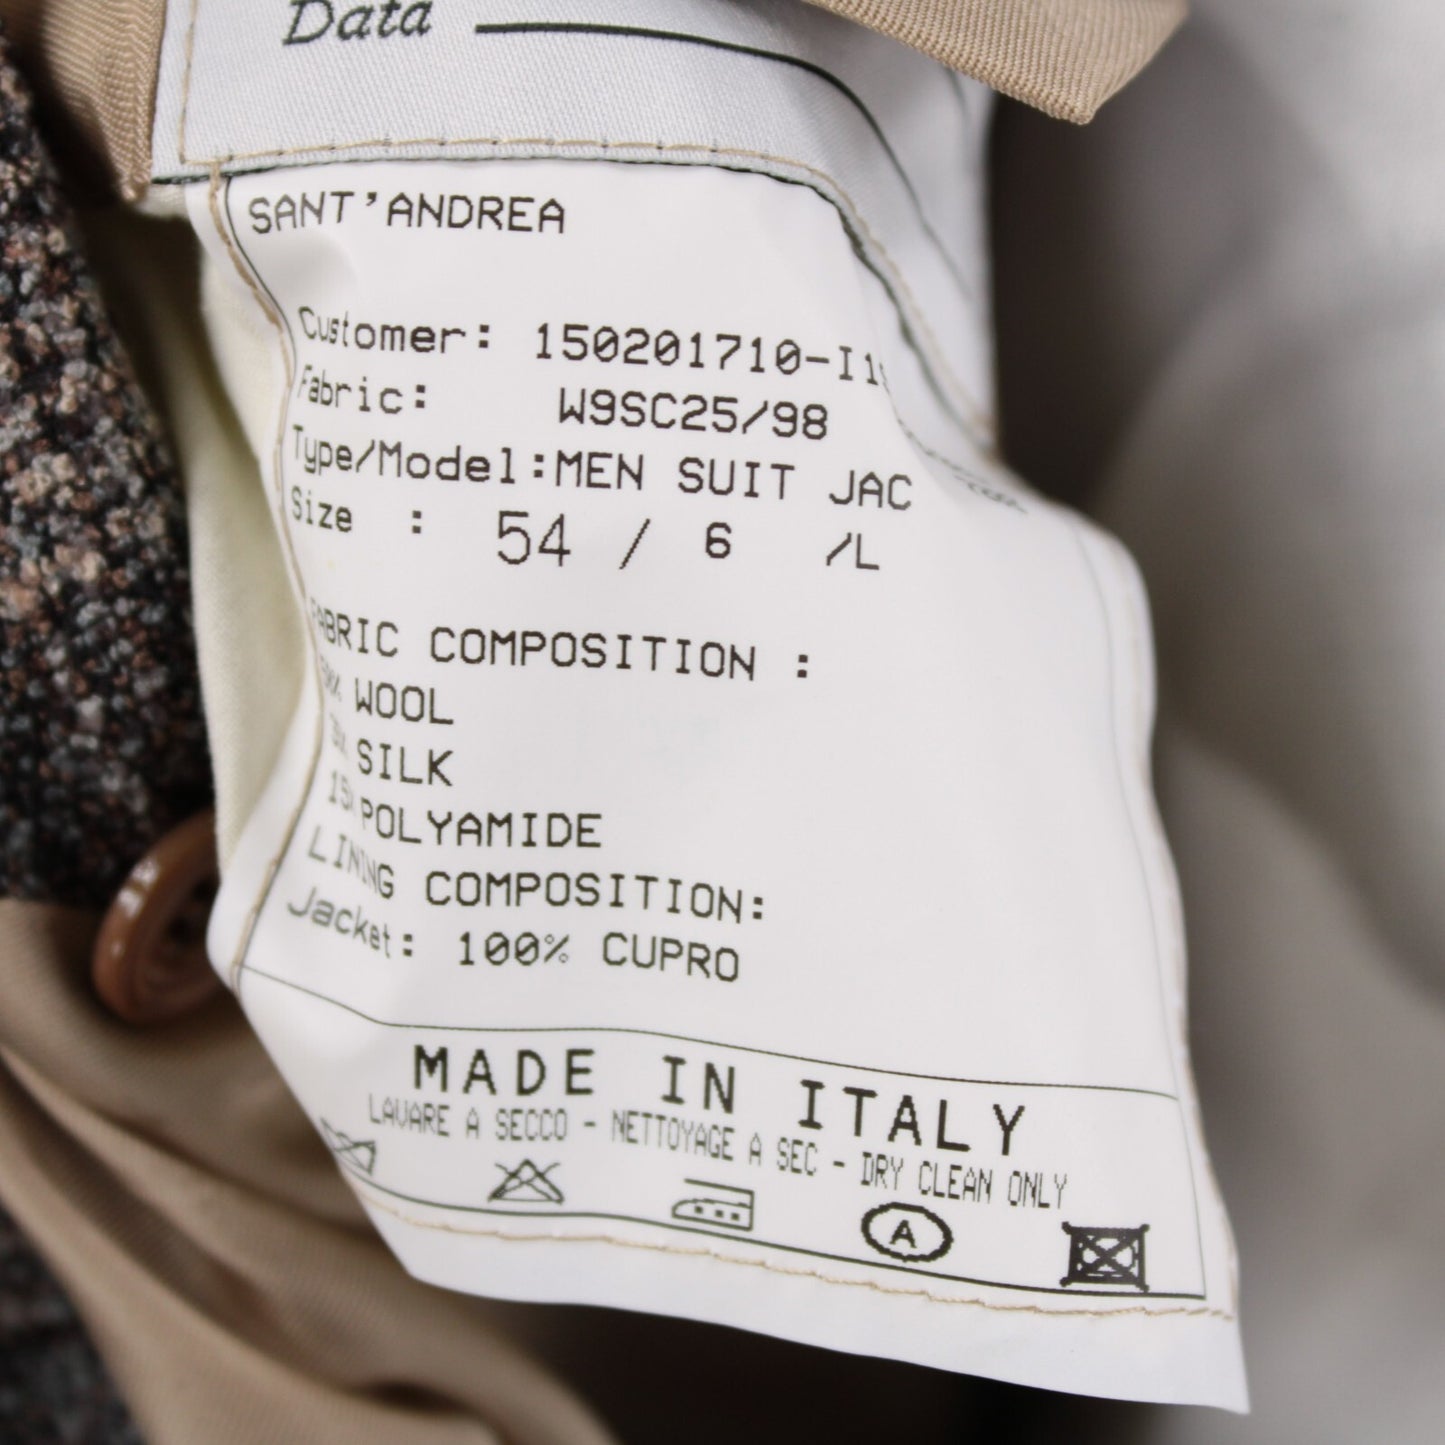 Data
SANT'ANDREA
Customer: 150201710-I1
Fabric: W9SC25/98
Type/Model:MEN SUIT JAC
Size : 54 / 6 /L
FABRIC COMPOSITION :
WOOL
SILK
15% POLYAMIDE
LINING COMPOSITION:
Jacket: 100% CUPRO
MADE IN ITALY
LAVARE A SECCO - NETTOYAGE A SEC - DRY CLEAN ONLY
A